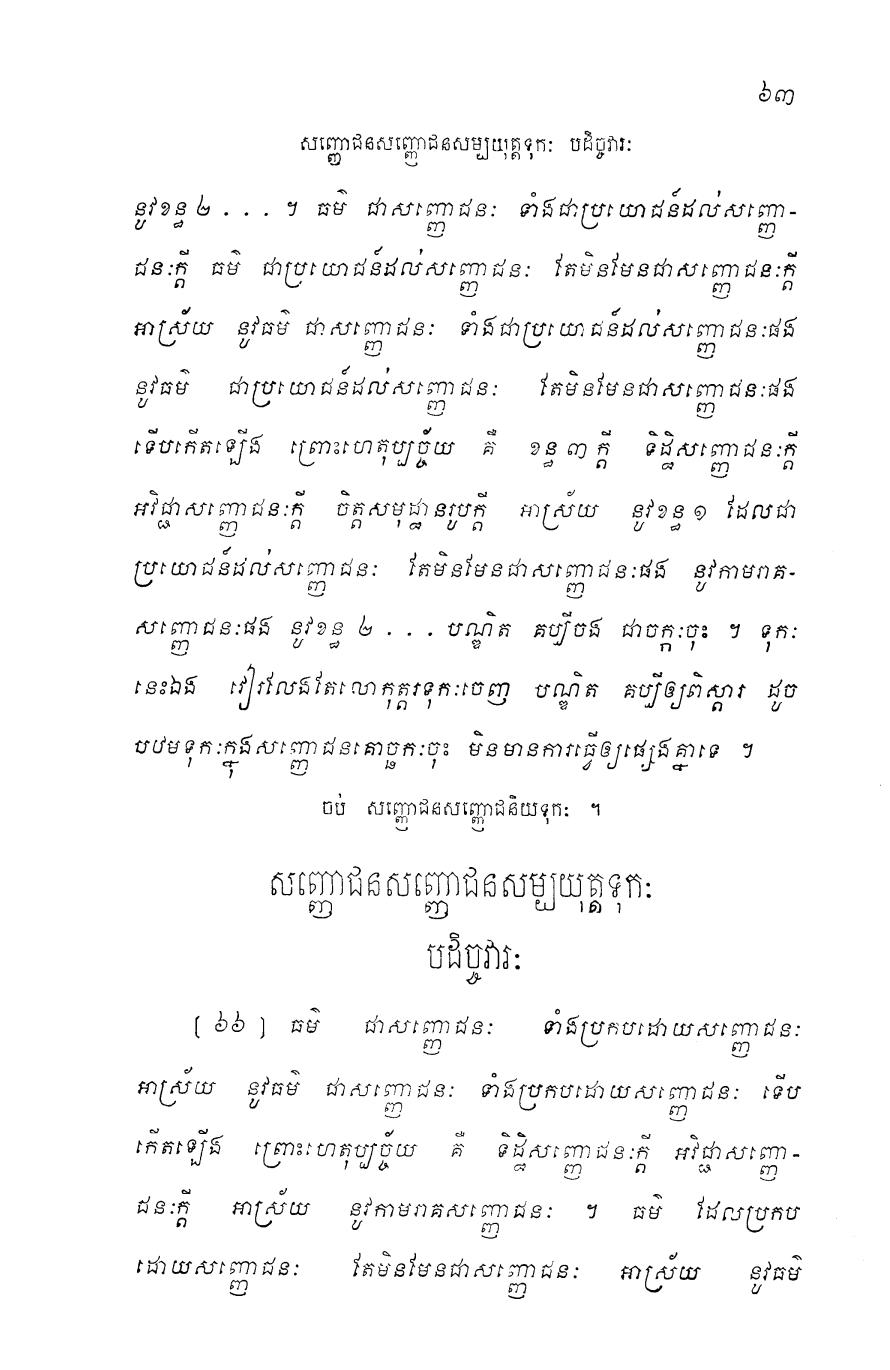 ៦៣
សញ្ញោជនសញ្ញោជនសម្បយុត្តទុកៈ បដិច្ចវារៈ
នូវខន្ធ ២ . . . ។ ធម៌ ជាសញ្ញោជនៈ ទាំងជាប្រយោជន៍ដល់សញ្ញោ-
ជនៈក្តី ធម៌ ជាប្រយោជន៍ដល់សញ្ញោជនៈ តែមិនមែនជាសញ្ញោជនៈក្តី
អាស្រ័យ នូវធម៌ ជាសញ្ញោជនៈ ទាំងជាប្រយោជន៍ដល់សញ្ញោជនៈផង
នូវធម៌ ជាប្រយោជន៍ដល់សញ្ញោជនៈ តែមិនមែនជាសញ្ញោជនៈផង
ទើបកើតឡើង ព្រោះហេតុប្បច្ច័យ គឺ ខន្ធ ៣ ក្តី ទិដ្ឋិសញ្ញោជនៈក្តី
អវិជ្ជាសញ្ញោជនៈក្តី ចិត្តសមុដ្ឋានរូបក្តី អាស្រ័យ នូវខន្ធ ១ ដែលជា
ប្រយោជន៍ដល់សញ្ញោជនៈ តែមិនមែនជាសញ្ញោជនៈផង នូវកាមរាគ-
សញ្ញោជនៈផង នូវខន្ធ ២ . . . បណ្ឌិត គប្បីចង ជាចក្កៈចុះ ។ ទុកៈ
នេះឯង វៀរលែងតែលោកុត្តរទុកៈចេញ បណ្ឌិត គប្បីឲ្យពិស្តារ ដូច
បឋមទុកៈក្នុងសញ្ញោជនគោច្ឆកៈចុះ មិនមានការធ្វើឲ្យផ្សេងគ្នាទេ ។
ចប់ សញ្ញោជនសញ្ញោជនិយទុកៈ ។
សញ្ញោជនសញ្ញោជនសម្បយុត្តទុកៈ
បដិច្ចវារៈ
[ ៦៦ ] ធម៌ ជាសញ្ញោជនៈ ទាំងប្រកបដោយសញ្ញោជនៈ
អាស្រ័យ នូវធម៌ ជាសញ្ញោជនៈ ទាំងប្រកបដោយសញ្ញោជនៈ ទើប
កើតឡើង ព្រោះហេតុប្បច្ច័យ គឺ ទិដ្ឋិសញ្ញោជនៈក្តី អវិជ្ជាសញ្ញោ-
ជនៈក្តី អាស្រ័យ នូវកាមរាគសញ្ញោជនៈ ។ ធម៌ ដែលប្រកប
ដោយសញ្ញោជនៈ តែមិនមែនជាសញ្ញោជនៈ អាស្រ័យ នូវធម៌